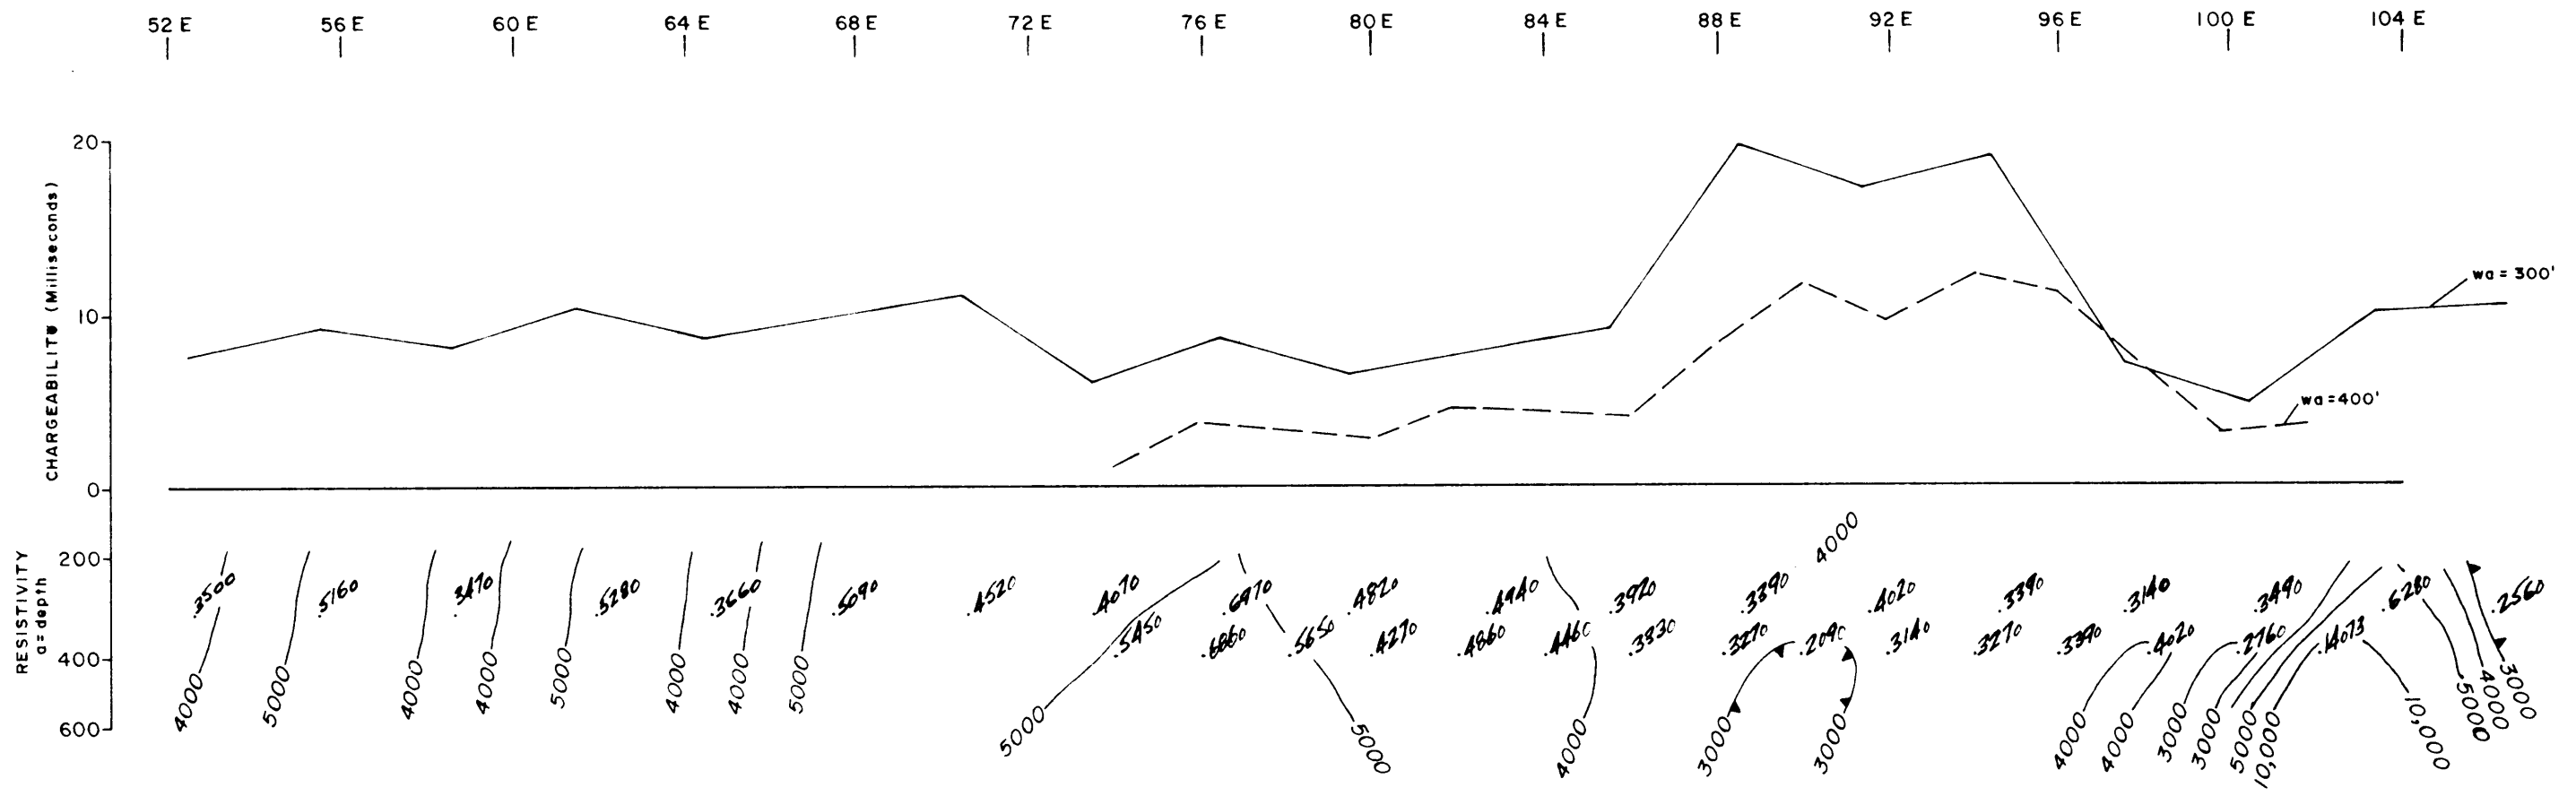 52 E 56 E 60 E 64 E 68 E 72 E 76 E 80 E 84 E 88 E 92 E 96 E 100 E 104 E
20
CHARGEABILITY (Milliseconds)
10
0
wa = 300'
wa = 400'
RESISTIVITY
a = depth
200
400
600
4000
.3500 .5160 .3470 .5280 .3660 .5090 .4520 .4070 .6970 .4820 .4940 .3920 .3390 .4020 .3390 .3140 .3490 .6280 .2560
.5450 .6860 .5650 .4270 .4860 .4460 .3830 .3270 .2090 .3140 .3270 .3390 .4020 .2760 .14073
4000 5000 4000 4000 5000 4000 4000 5000 5000 5000 4000 3000 3000 4000 4000 3000 3000 5000 10,000 10,000 5000 4000 3000